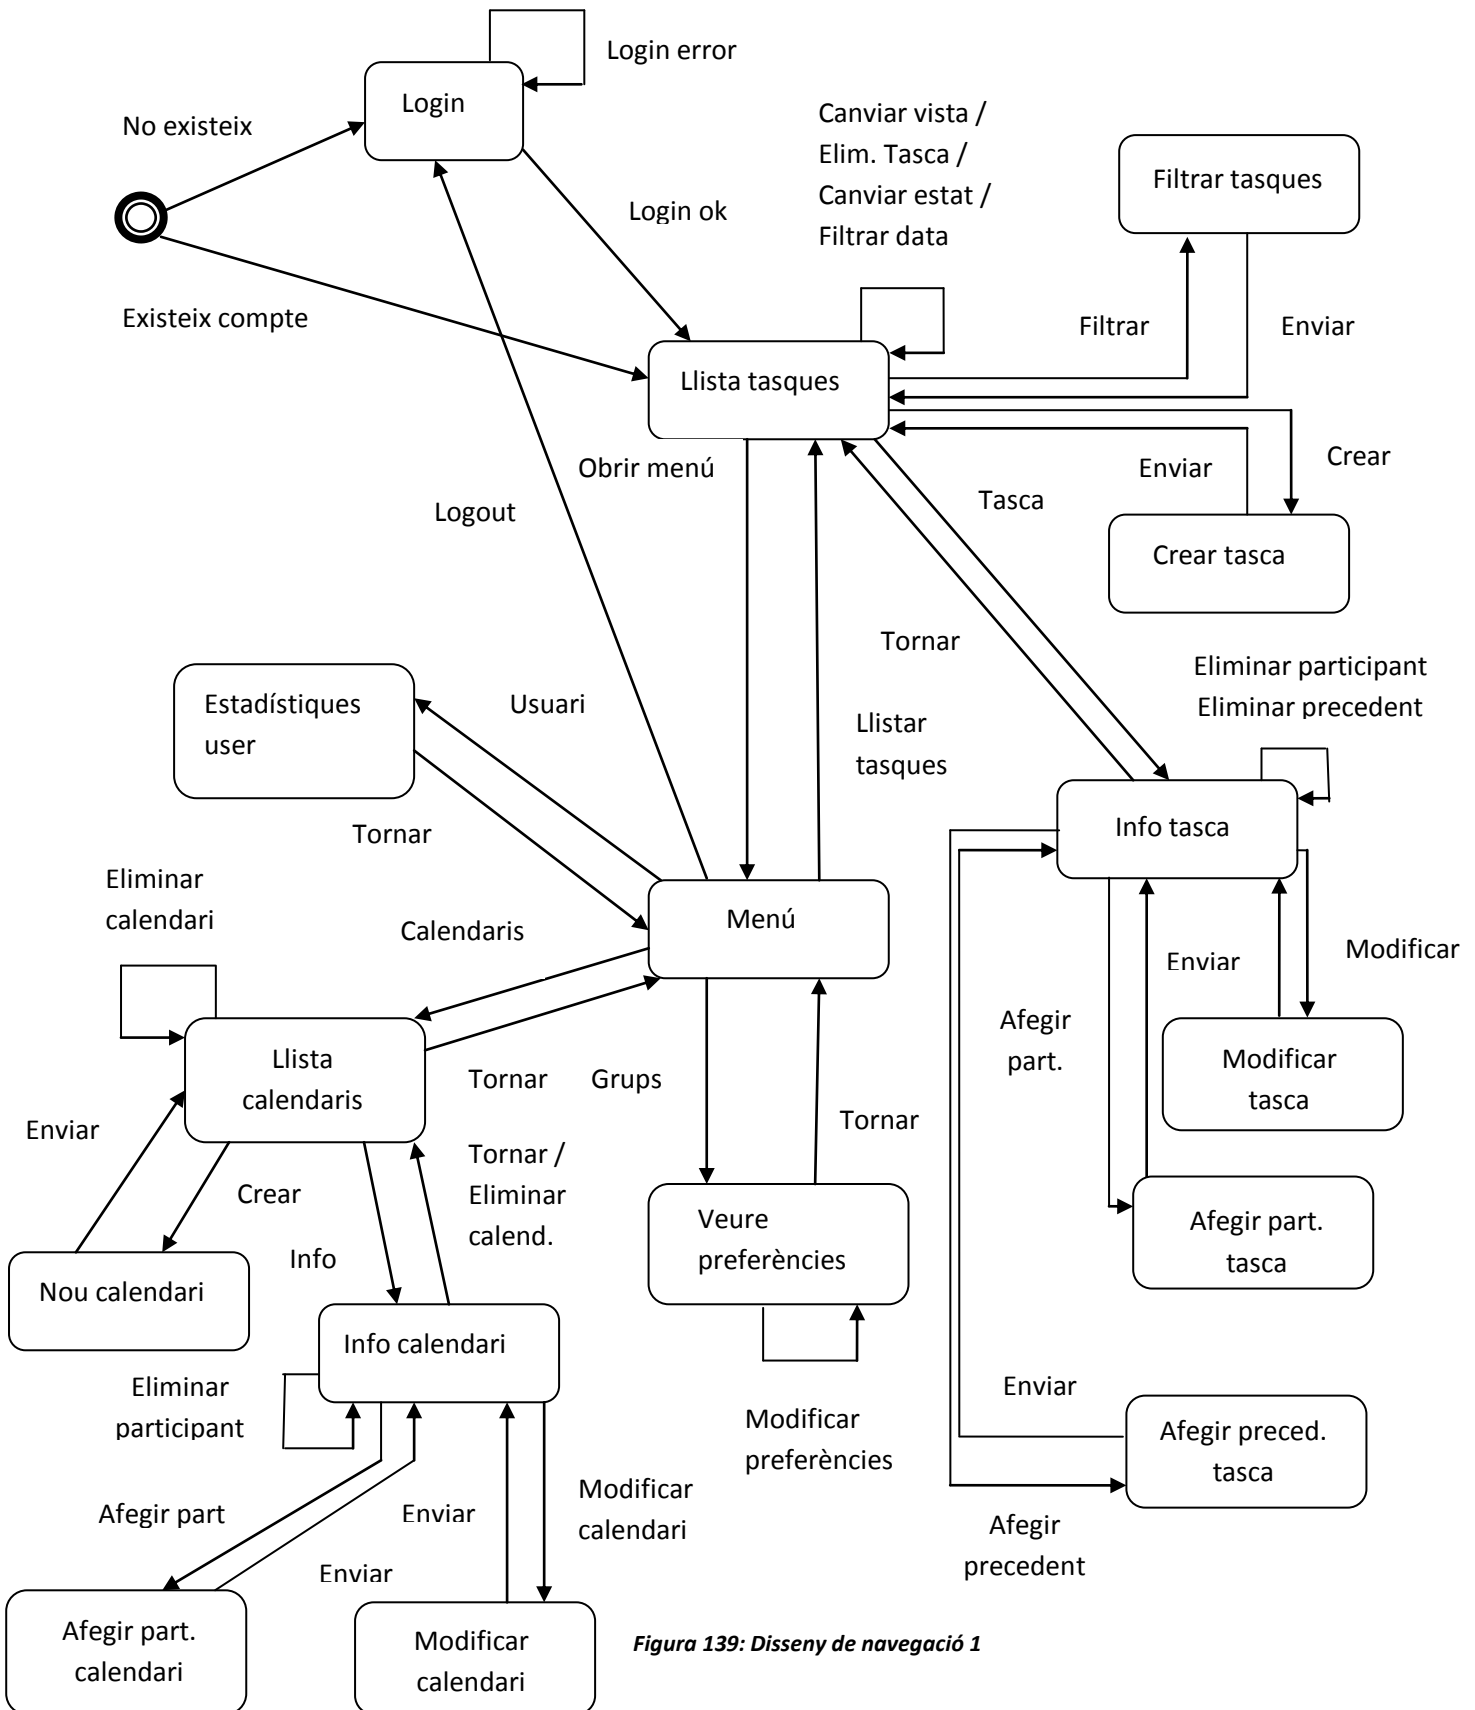 Login error
Login
No existeix
Canviar vista /
Elim. Tasca /
Canviar estat /
Filtrar data
Filtrar tasques
Login ok
Existeix compte
Filtrar
Enviar
Llista tasques
Obrir menú
Enviar
Crear
Logout
Tasca
Crear tasca
Tornar
Eliminar participant
Eliminar precedent
Estadístiques
user
Usuari
Llistar
tasques
Tornar
Info tasca
Eliminar
calendari
Calendaris
Menú
Enviar
Modificar
Afegir
part.
Llista
calendaris
Tornar
Grups
Modificar
tasca
Enviar
Tornar
Tornar /
Eliminar
calend.
Crear
Info
Veure
preferències
Afegir part.
tasca
Nou calendari
Info calendari
Eliminar
participant
Enviar
Modificar
preferències
Afegir preced.
tasca
Afegir part
Enviar
Modificar
calendari
Afegir
precedent
Enviar
Afegir part.
calendari
Modificar
calendari
Figura 139: Disseny de navegació 1